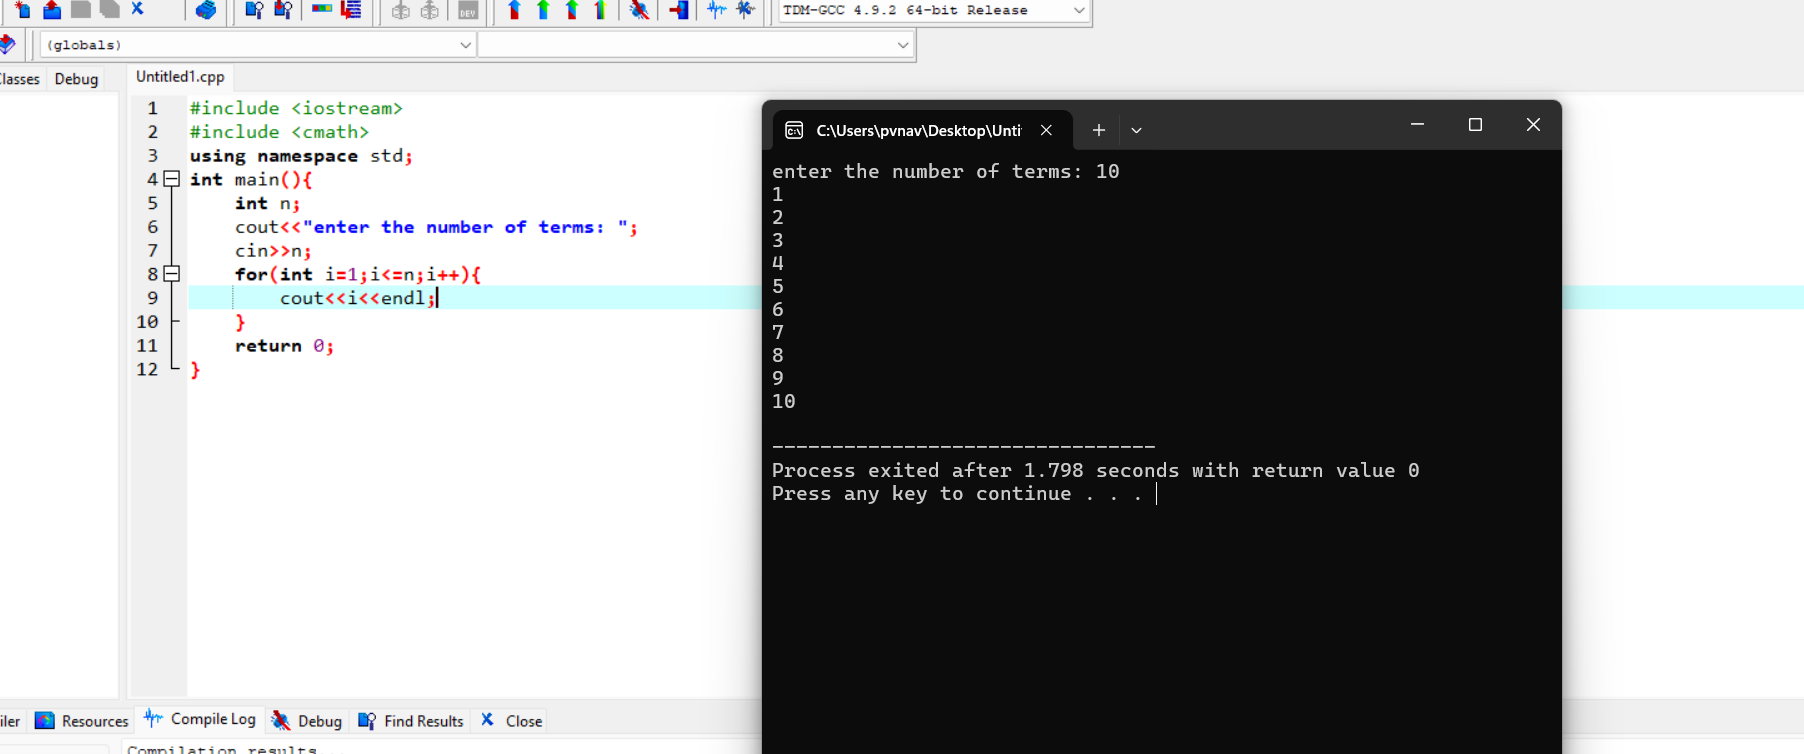 DEV
TDM-GCC 4.9.2 64-bit Release
(globals)
Debug
Untitled1.cpp
1 #include <iostream>
2 #include <cmath>
3 using namespace std;
4 int main(){
5 int n;
6 cout<<"enter the number of terms: ";
7 cin>>n;
8 for(int i=1;i<=n;i++){
9 cout<<i<<endl;
10 }
11 return 0;
12 }
C:\Users\pvnav\Desktop\Unti
enter the number of terms: 10
1
2
3
4
5
6
7
8
9
10
--------------------------------
Process exited after 1.798 seconds with return value 0
Press any key to continue . . .
Resources Compile Log Debug Find Results Close
Compilation results...